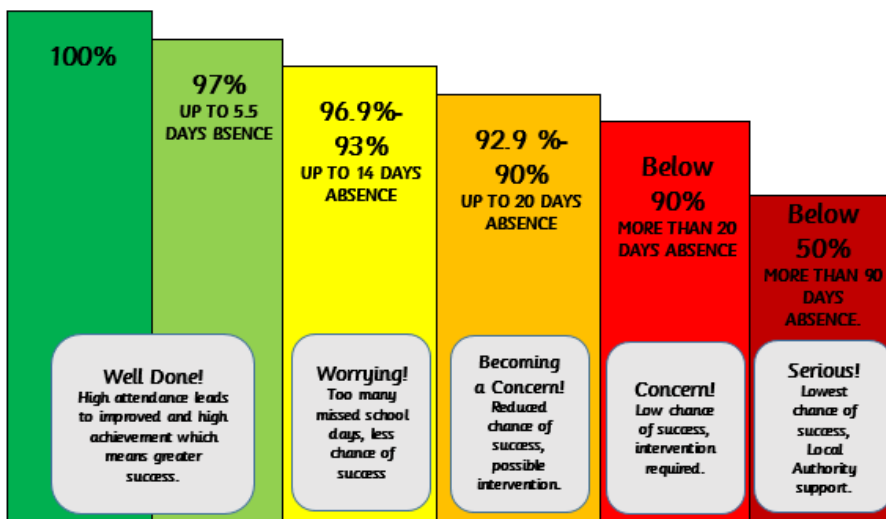 100%
97%
UP TO 5.5
DAYS BSENCE
96.9%-
93%
UP TO 14 DAYS
ABSENCE
92.9 %-
90%
UP TO 20 DAYS
ABSENCE
Below
90%
MORE THAN 20
DAYS ABSENCE
Below
50%
MORE THAN 90
DAYS
ABSENCE.
Well Done!
High attendance leads
to improved and high
achievement which
means greater
success.
Worrying!
Too many
missed school
days, less
chance of
success
Becoming
a Concern!
Reduced
chance of
success,
possible
intervention.
Concern!
Low chance
of success,
intervention
required.
Serious!
Lowest
chance of
success,
Local
Authority
support.